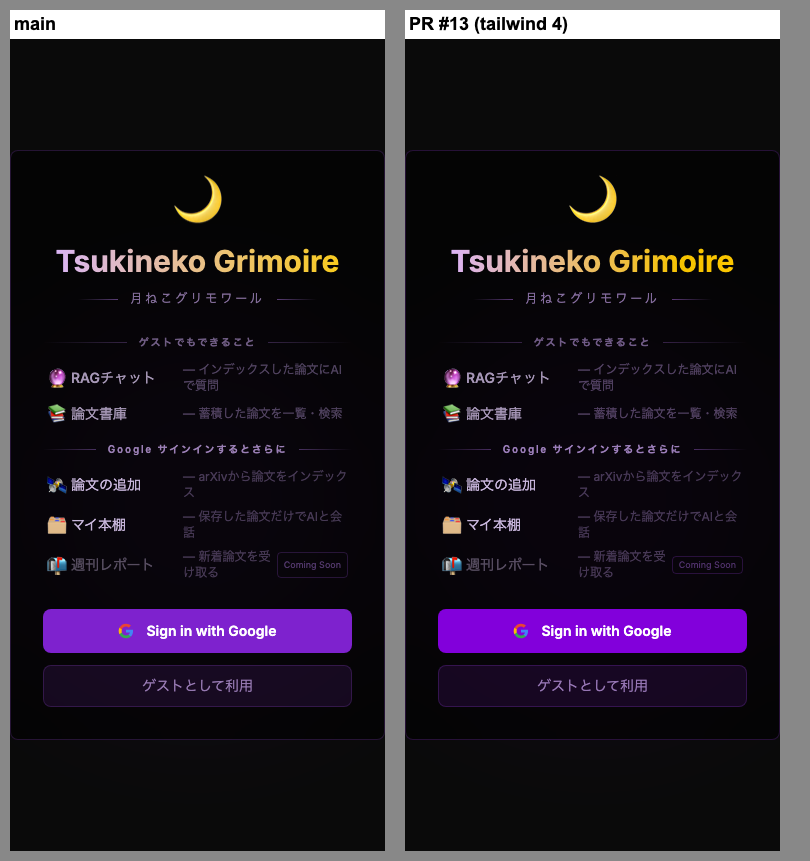 main
Tsukineko Grimoire
月ねこグリモワール
ゲストでもできること
RAGチャット
— インデックスした論文にAI
で質問
論文書庫
— 蓄積した論文を一覧・検索
Google サインインするとさらに
論文の追加
— arXivから論文をインデック
ス
マイ本棚
— 保存した論文だけでAIと会
話
週刊レポート
— 新着論文を受
け取る
Coming Soon
Sign in with Google
ゲストとして利用
PR #13 (tailwind 4)
Tsukineko Grimoire
月ねこグリモワール
ゲストでもできること
RAGチャット
— インデックスした論文にAI
で質問
論文書庫
— 蓄積した論文を一覧・検索
Google サインインするとさらに
論文の追加
— arXivから論文をインデック
ス
マイ本棚
— 保存した論文だけでAIと会
話
週刊レポート
— 新着論文を受
け取る
Coming Soon
Sign in with Google
ゲストとして利用